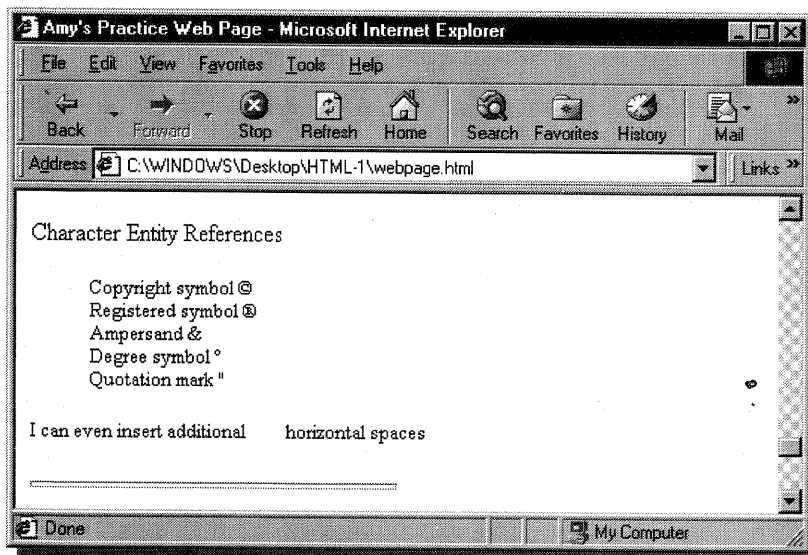 Amy's Practice Web Page - Microsoft Internet Explorer
File Edit View Favorites Tools Help
Back Forward Stop Refresh Home Search Favorites History Mail »
Address C:\WINDOWS\Desktop\HTML-1\webpage.html Links »
Character Entity References
Copyright symbol ©
Registered symbol ®
Ampersand &
Degree symbol °
Quotation mark "
I can even insert additional horizontal spaces
Done My Computer